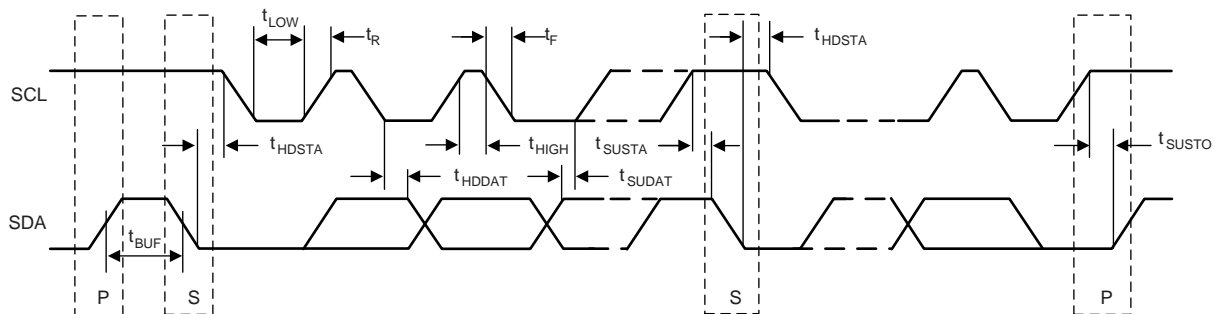 tLOW
tR
tF
tHDSTA
SCL
tHDSTA
tHIGH
tSUSTA
tSUSTO
tHDDAT
tSUDAT
SDA
tBUF
P
S
S
P